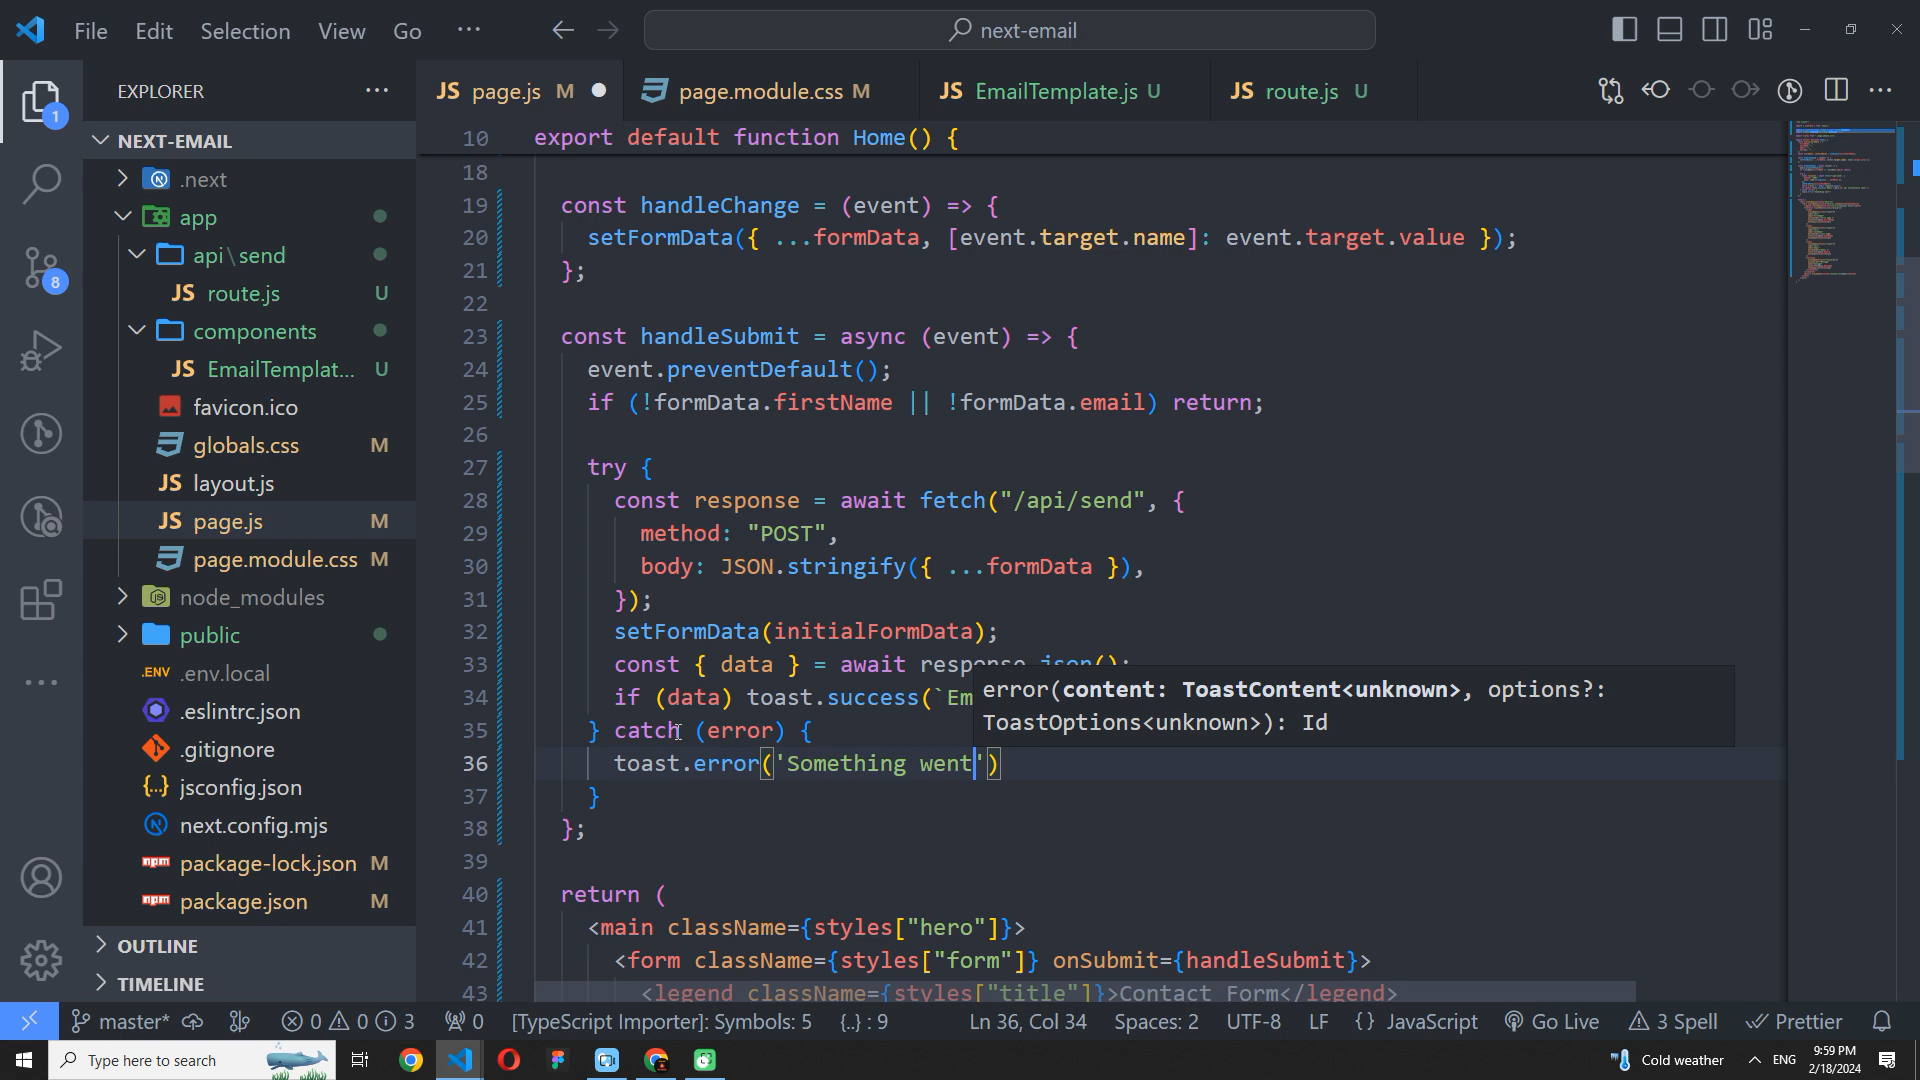 File Edit Selection View Go ··· next-email
EXPLORER ···
JS page.js M page.module.css M JS EmailTemplate.js U JS route.js U
NEXT-EMAIL
.next
app
api\send
JS route.js U
components
JS EmailTemplat... U
favicon.ico
globals.css M
JS layout.js
JS page.js M
page.module.css M
node_modules
public
.ENV .env.local
.eslintrc.json
.gitignore
{..} jsconfig.json
next.config.mjs
npm package-lock.json M
npm package.json M
OUTLINE
TIMELINE
1
8
10 export default function Home() {
18
19 const handleChange = (event) => {
20 setFormData({ ...formData, [event.target.name]: event.target.value });
21 };
22
23 const handleSubmit = async (event) => {
24 event.preventDefault();
25 if (!formData.firstName || !formData.email) return;
26
27 try {
28 const response = await fetch("/api/send", {
29 method: "POST",
30 body: JSON.stringify({ ...formData }),
31 });
32 setFormData(initialFormData);
33 const { data } = await response.json();
34 if (data) toast.success(`Em
error(content: ToastContent<unknown>, options?:
ToastOptions<unknown>): Id
35 } catch (error) {
36 toast.error('Something went')
37 }
38 };
39
40 return (
41 <main className={styles["hero"]}>
42 <form className={styles["form"]} onSubmit={handleSubmit}>
43 <legend className={styles["title"]}>Contact Form</legend>
master* 0 0 3 0 [TypeScript Importer]: Symbols: 5 {..} : 9 Ln 36, Col 34 Spaces: 2 UTF-8 LF {} JavaScript Go Live 3 Spell Prettier
Type here to search Cold weather ENG 9:59 PM
2/18/2024